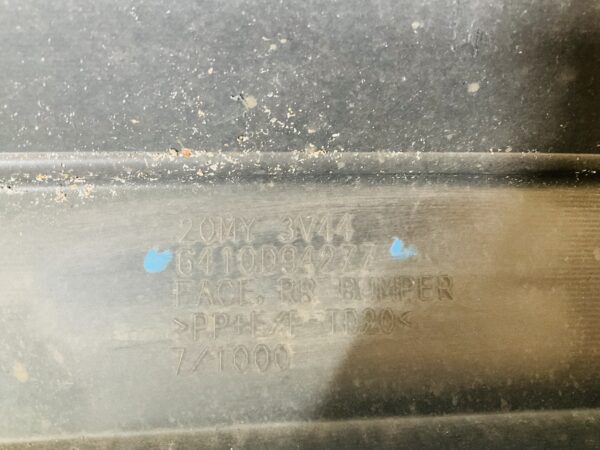 20MY 3V44
6410D94277
FACE, RR BUMPER
>PP+E/P-TD20<
7/1000